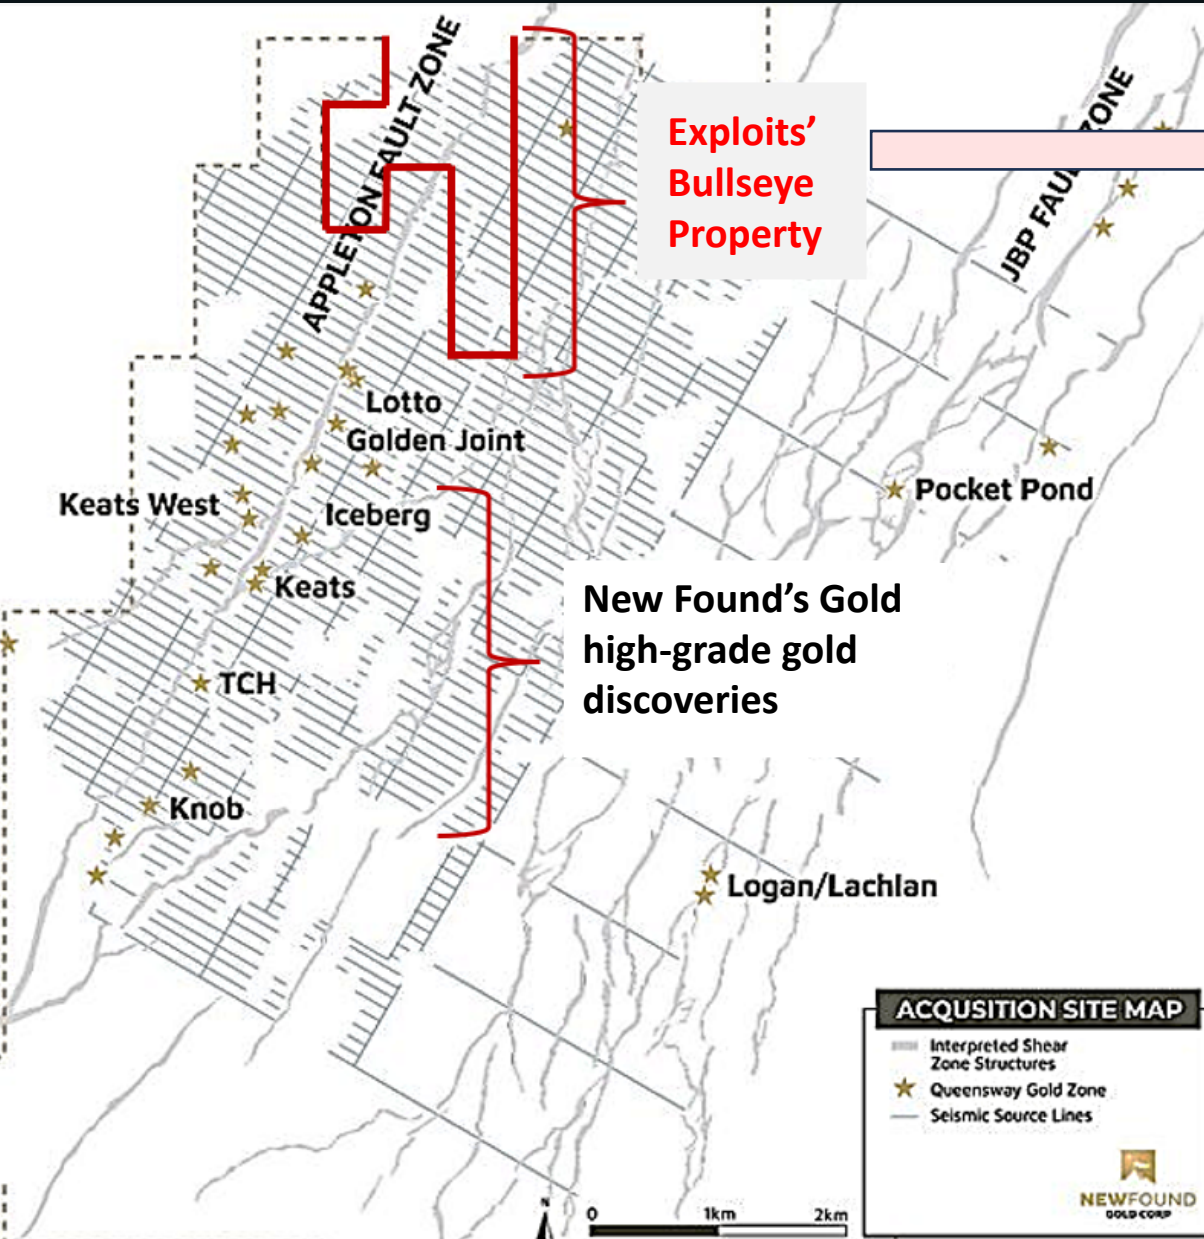 APPLETON FAULT ZONE
Exploits’
Bullseye
Property
JBP FAULT ZONE
Lotto
Golden Joint
Keats West
Iceberg
Pocket Pond
Keats
New Found’s Gold
high-grade gold
discoveries
TCH
Knob
Logan/Lachlan
ACQUSITION SITE MAP
Interpreted Shear
Zone Structures
Queensway Gold Zone
Seismic Source Lines
NEWFOUND
GOLD CORP
N
0 1km 2km